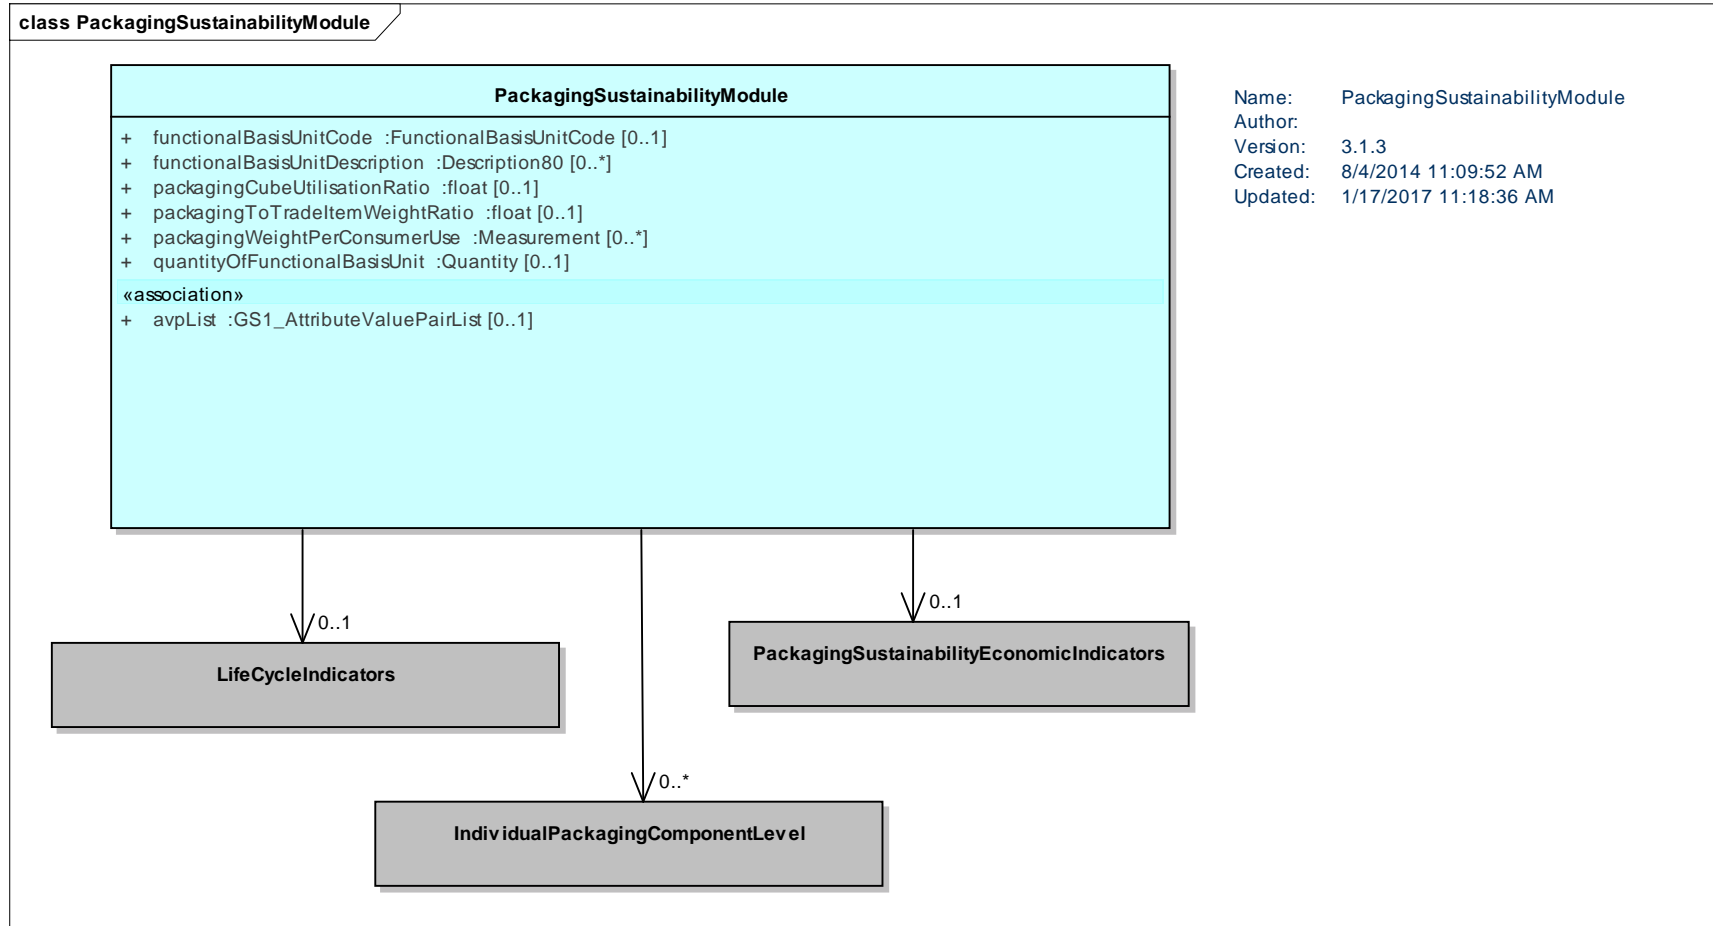 class PackagingSustainabilityModule
PackagingSustainabilityModule
+ functionalBasisUnitCode :FunctionalBasisUnitCode [0..1]
+ functionalBasisUnitDescription :Description80 [0..*]
+ packagingCubeUtilisationRatio :float [0..1]
+ packagingToTradeItemWeightRatio :float [0..1]
+ packagingWeightPerConsumerUse :Measurement [0..*]
+ quantityOfFunctionalBasisUnit :Quantity [0..1]
«association»
+ avpList :GS1_AttributeValuePairList [0..1]
Name: PackagingSustainabilityModule
Author:
Version: 3.1.3
Created: 8/4/2014 11:09:52 AM
Updated: 1/17/2017 11:18:36 AM
0..1
LifeCycleIndicators
0..1
PackagingSustainabilityEconomicIndicators
0..*
IndividualPackagingComponentLevel